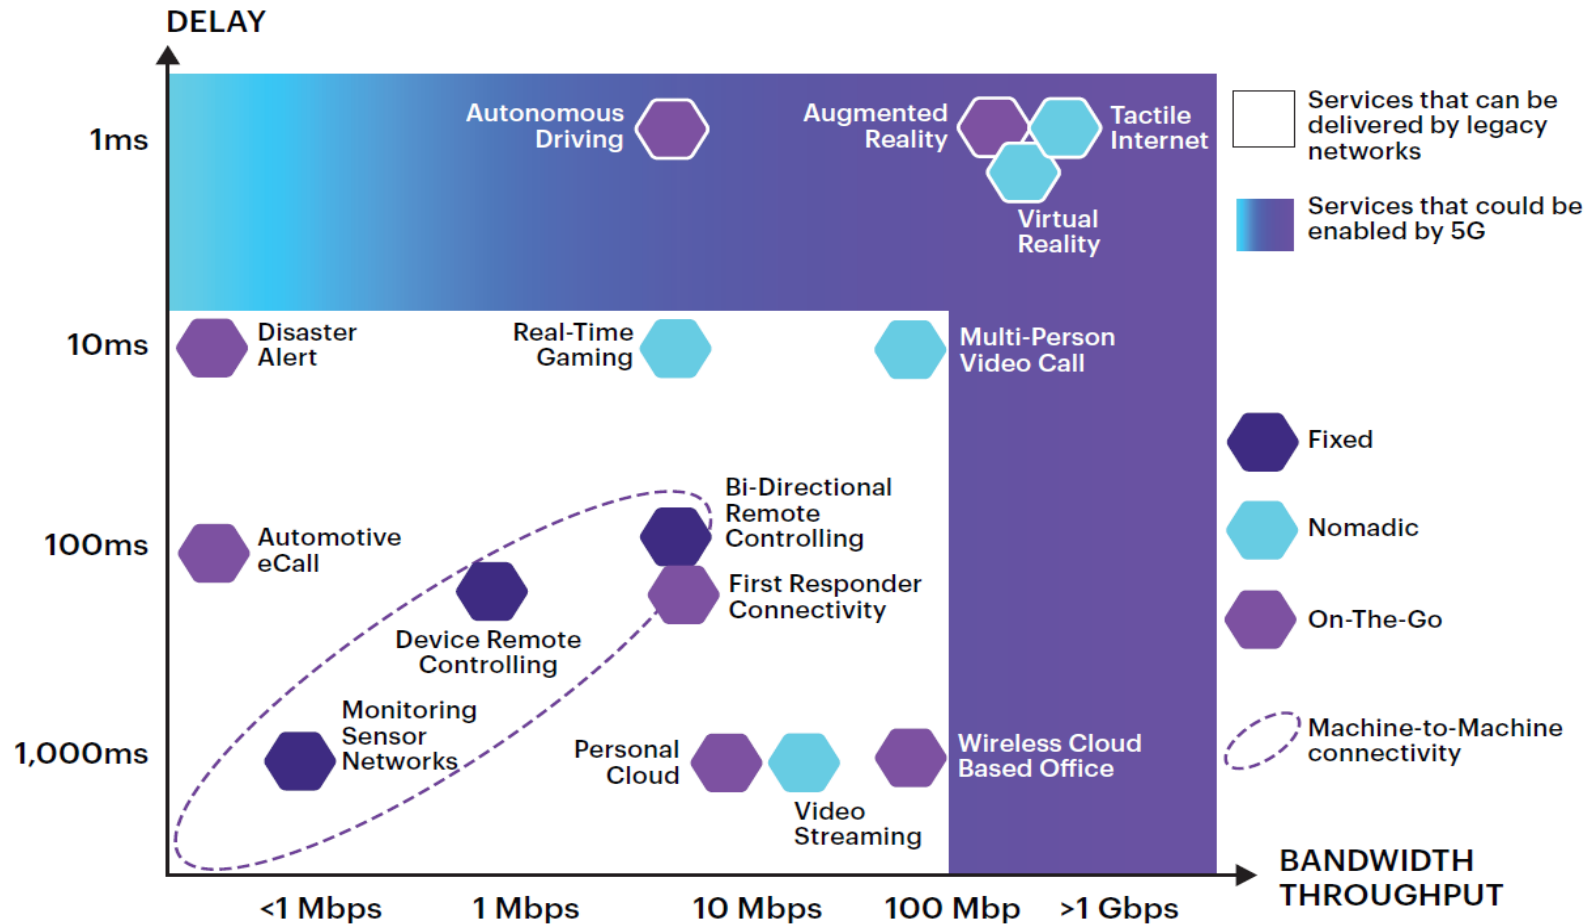 DELAY
1ms
10ms
100ms
1,000ms
Autonomous
Driving
Augmented
Reality
Tactile
Internet
Virtual
Reality
Disaster
Alert
Real-Time
Gaming
Multi-Person
Video Call
Automotive
eCall
Bi-Directional
Remote
Controlling
First Responder
Connectivity
Device Remote
Controlling
Monitoring
Sensor
Networks
Personal
Cloud
Video
Streaming
Wireless Cloud
Based Office
<1 Mbps
1 Mbps
10 Mbps
100 Mbp
>1 Gbps
BANDWIDTH
THROUGHPUT
Services that can be
delivered by legacy
networks
Services that could be
enabled by 5G
Fixed
Nomadic
On-The-Go
Machine-to-Machine
connectivity